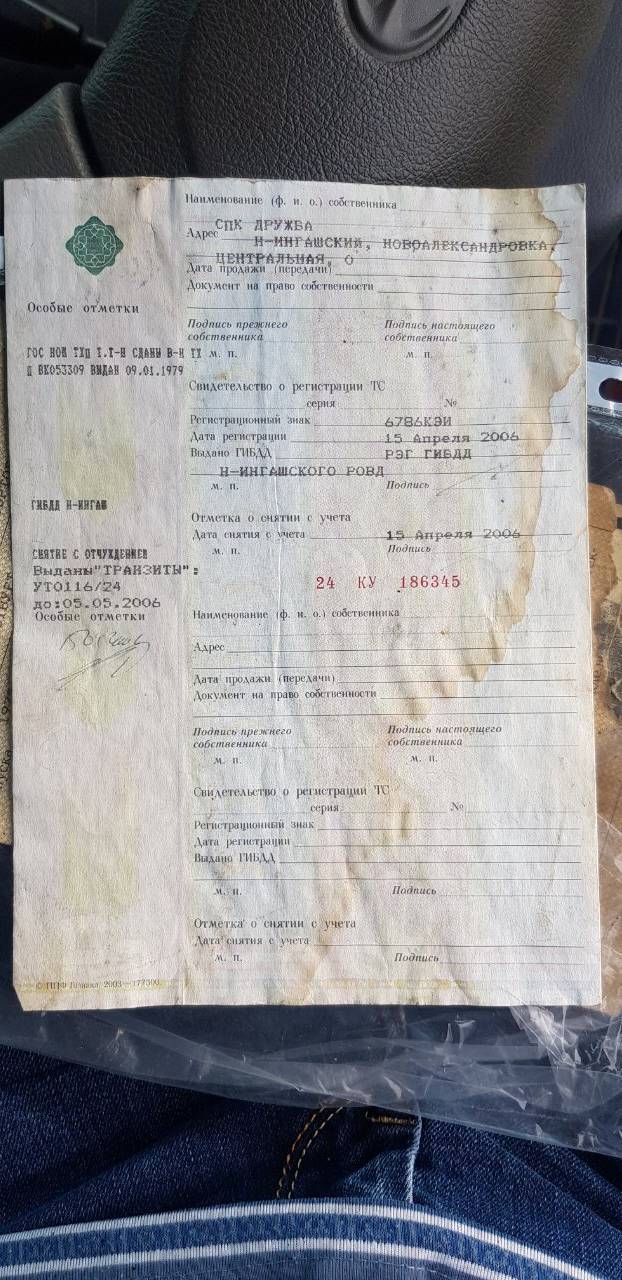 Наименование (ф. и. о.) собственника
СПК ДРУЖБА
Адрес Н-ИНГАШСКИЙ, НОВОАЛЕКСАНДРОВКА,
ЦЕНТРАЛЬНАЯ, 0
Дата продажи (передачи)
Документ на право собственности
Подпись прежнего собственника
Подпись настоящего собственника
м. п. м. п.
Свидетельство о регистрации ТС
серия №
Регистрационный знак 6786КЭИ
Дата регистрации 15 Апреля 2006
Выдано ГИБДД РЭГ ГИБДД
Н-ИНГАШСКОГО РОВД
м. п. Подпись
Отметка о снятии с учета
Дата снятия с учета 15 Апреля 2006
м. п. Подпись
24 КУ 186345
Особые отметки
ГОС НОМ ТХП Т.Т-Н СДАНЫ В-Н ТХ
П ВК053309 ВЫДАН 09.01.1979
ГИБДД Н-ИНГАШ
СНЯТИЕ С ОТЧУЖДЕНИЕМ
Выданы"ТРАНЗИТЫ":
УТ0116/24
до:05.05.2006
Особые отметки
Наименование (ф. и. о.) собственника
Адрес
Дата продажи (передачи)
Документ на право собственности
Подпись прежнего собственника
Подпись настоящего собственника
м. п. м. п.
Свидетельство о регистрации ТС
серия №
Регистрационный знак
Дата регистрации
Выдано ГИБДД
м. п. Подпись
Отметка о снятии с учета
Дата снятия с учета
м. п. Подпись
2003